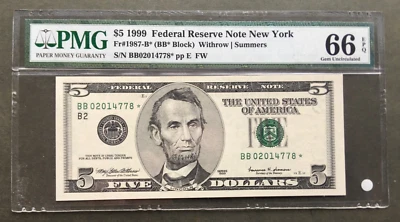 PMG
PAPER MONEY GUARANTY
$5 1999 Federal Reserve Note New York
Fr#1987-B* (BB* Block) Withrow | Summers
S/N BB02014778* pp E FW
66 EPQ
Gem Uncirculated
FEDERAL RESERVE NOTE
BB 02014778 *
B2
THE UNITED STATES OF AMERICA
5
BB 02014778 *
FIVE DOLLARS
5